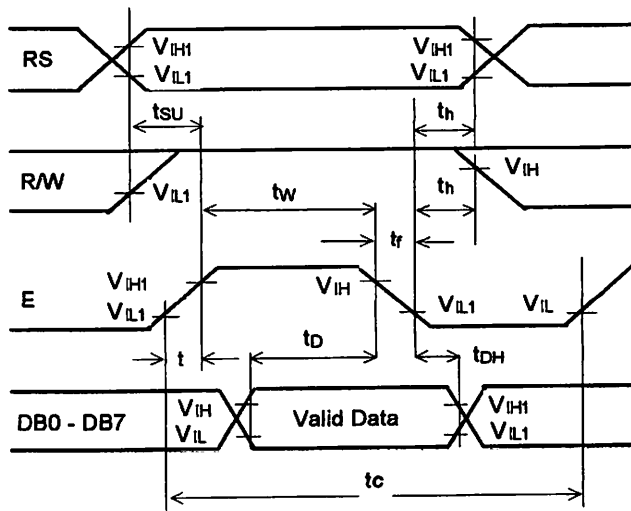 RS
VIH1
VIL1
VIH1
VIL1
tSU
th
R/W
VIL1
VIH
tW
th
tf
E
VIH1
VIL1
VIH
VIL1
VIL
t
tD
tDH
DB0 - DB7
VIH
VIL
Valid Data
VIH1
VIL1
tc